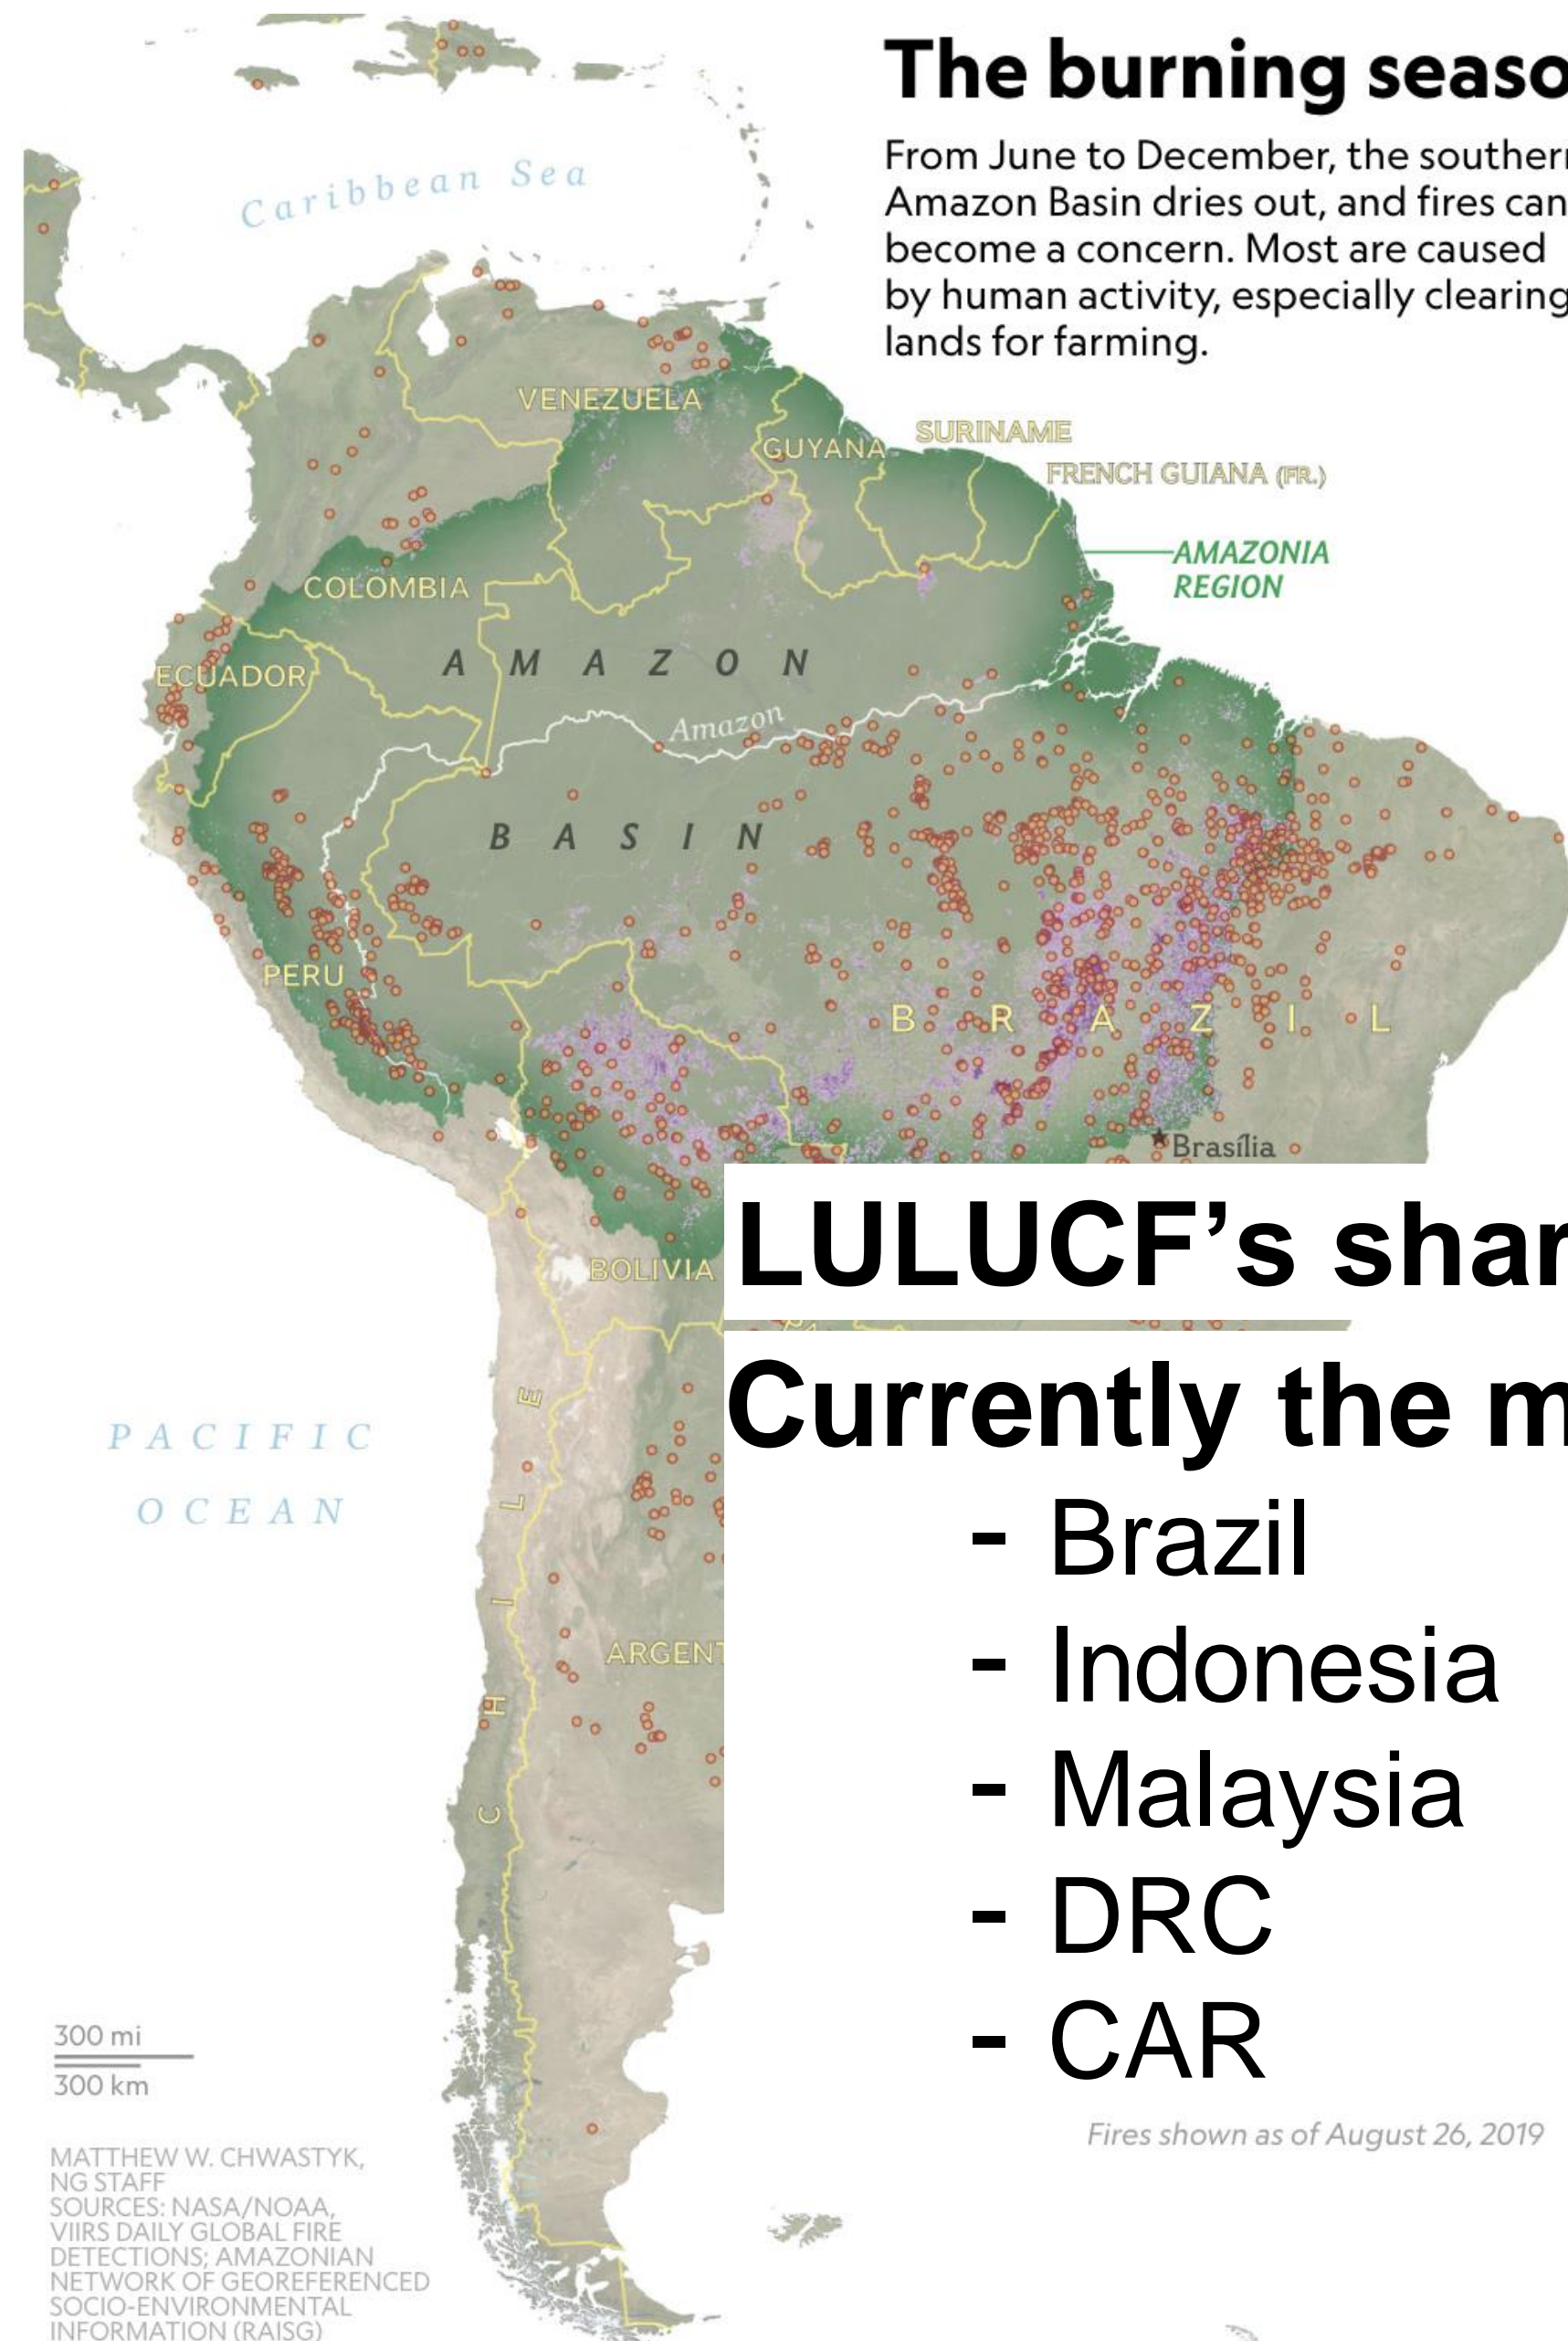 The burning seaso
From June to December, the southern
Amazon Basin dries out, and fires can
become a concern. Most are caused
by human activity, especially clearing
lands for farming.
Caribbean Sea
VENEZUELA
GUYANA
SURINAME
FRENCH GUIANA (FR.)
AMAZONIA
REGION
COLOMBIA
ECUADOR
AMAZON
Amazon
BASIN
PERU
BRAZIL
Brasília
BOLIVIA
LULUCF’s shar
Currently the m
- Brazil
- Indonesia
- Malaysia
- DRC
- CAR
PACIFIC
OCEAN
CHILE
ARGENT
300 mi
300 km
Fires shown as of August 26, 2019
MATTHEW W. CHWASTYK,
NG STAFF
SOURCES: NASA/NOAA,
VIIRS DAILY GLOBAL FIRE
DETECTIONS; AMAZONIAN
NETWORK OF GEOREFERENCED
SOCIO-ENVIRONMENTAL
INFORMATION (RAISG)